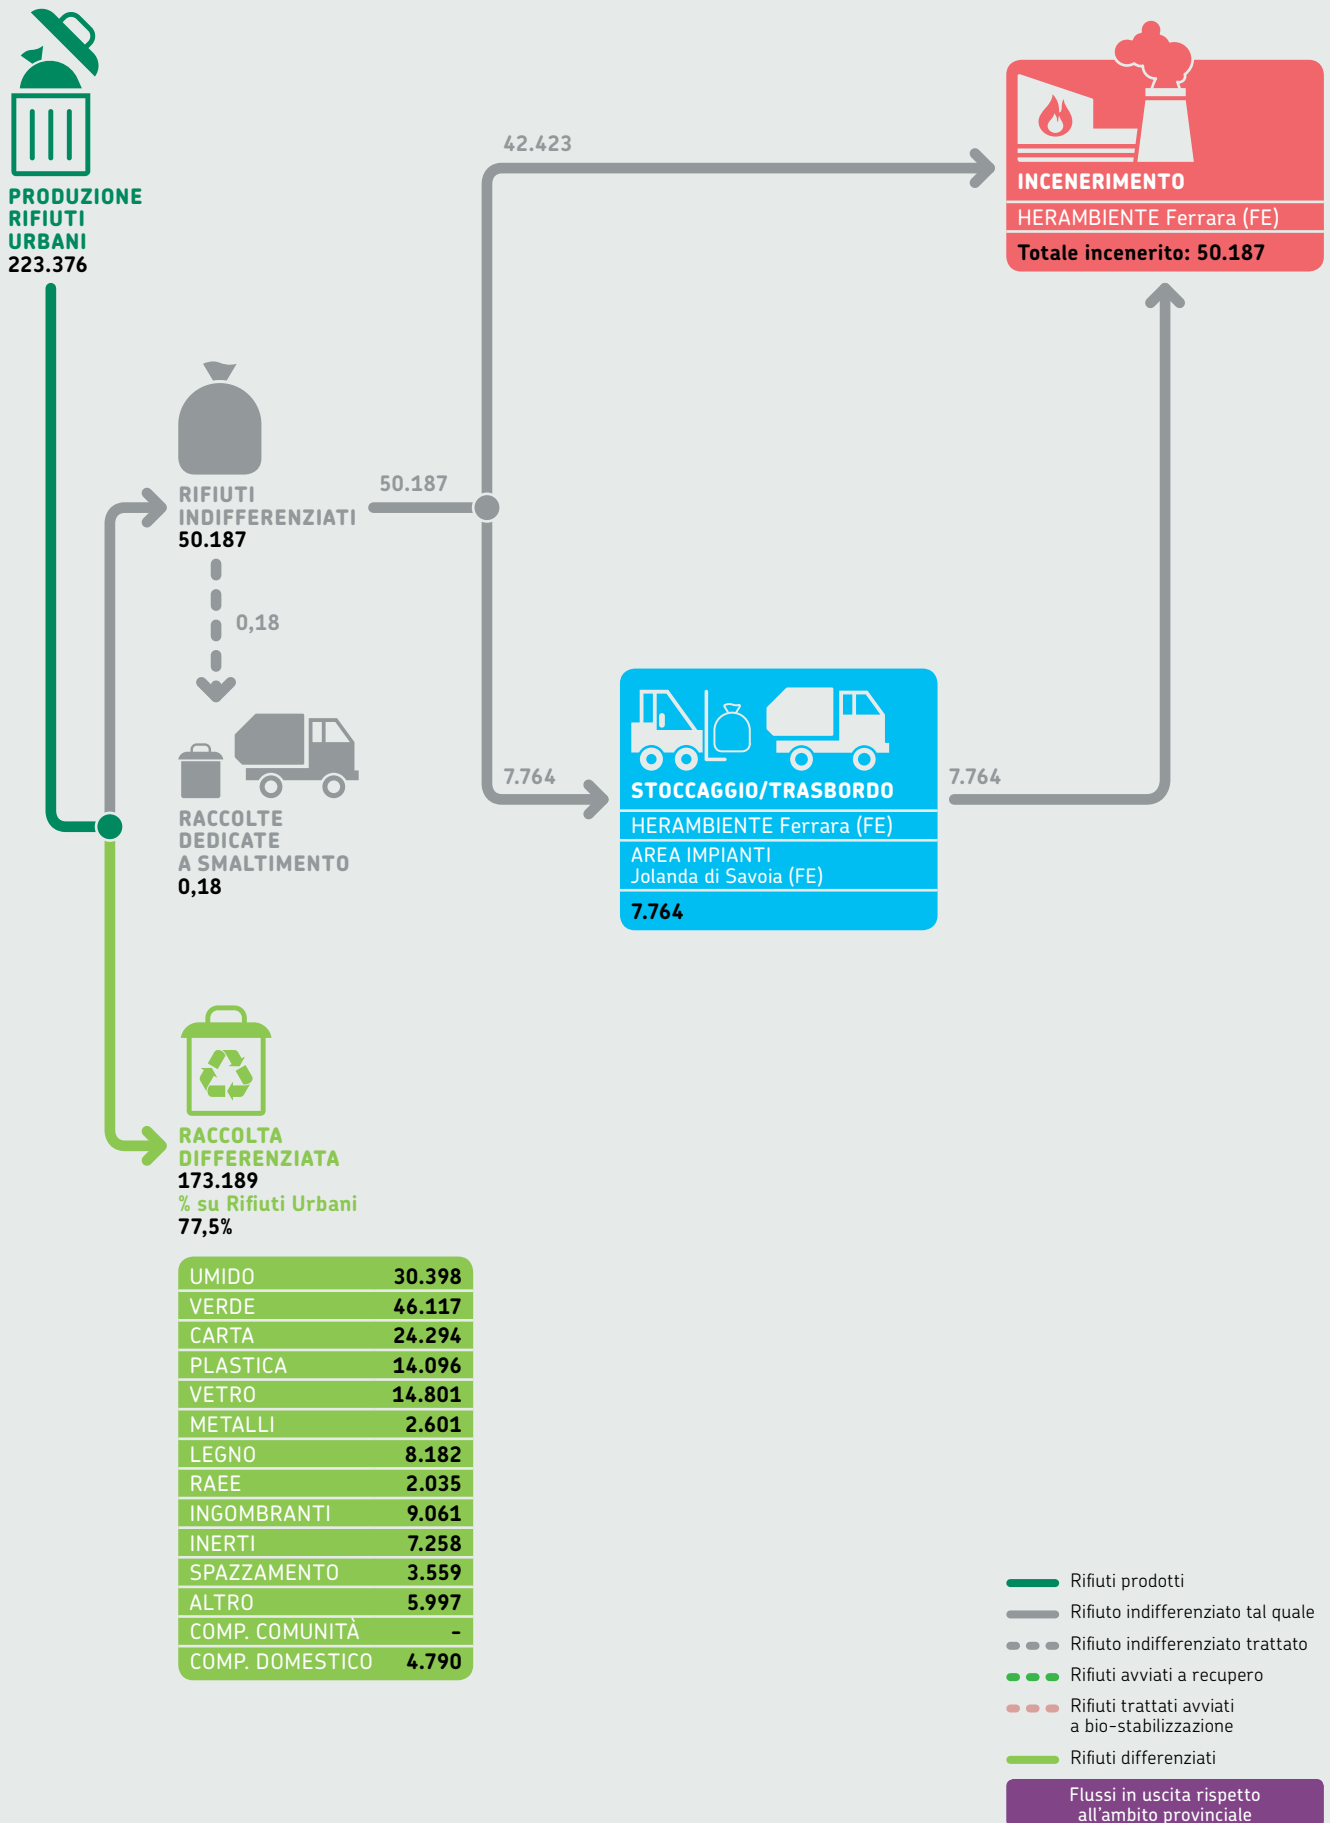 PRODUZIONE
RIFIUTI
URBANI
223.376
42.423
INCENERIMENTO
HERAMBIENTE Ferrara (FE)
Totale incenerito: 50.187
RIFIUTI
INDIFFERENZIATI
50.187
50.187
0,18
RACCOLTE
DEDICATE
A SMALTIMENTO
0,18
7.764
STOCCAGGIO/TRASBORDO
HERAMBIENTE Ferrara (FE)
AREA IMPIANTI
Jolanda di Savoia (FE)
7.764
7.764
RACCOLTA
DIFFERENZIATA
173.189
% su Rifiuti Urbani
77,5%
UMIDO 30.398
VERDE 46.117
CARTA 24.294
PLASTICA 14.096
VETRO 14.801
METALLI 2.601
LEGNO 8.182
RAEE 2.035
INGOMBRANTI 9.061
INERTI 7.258
SPAZZAMENTO 3.559
ALTRO 5.997
COMP. COMUNITÀ -
COMP. DOMESTICO 4.790
Rifiuti prodotti
Rifiuto indifferenziato tal quale
Rifiuto indifferenziato trattato
Rifiuti avviati a recupero
Rifiuti trattati avviati
a bio-stabilizzazione
Rifiuti differenziati
Flussi in uscita rispetto
all'ambito provinciale